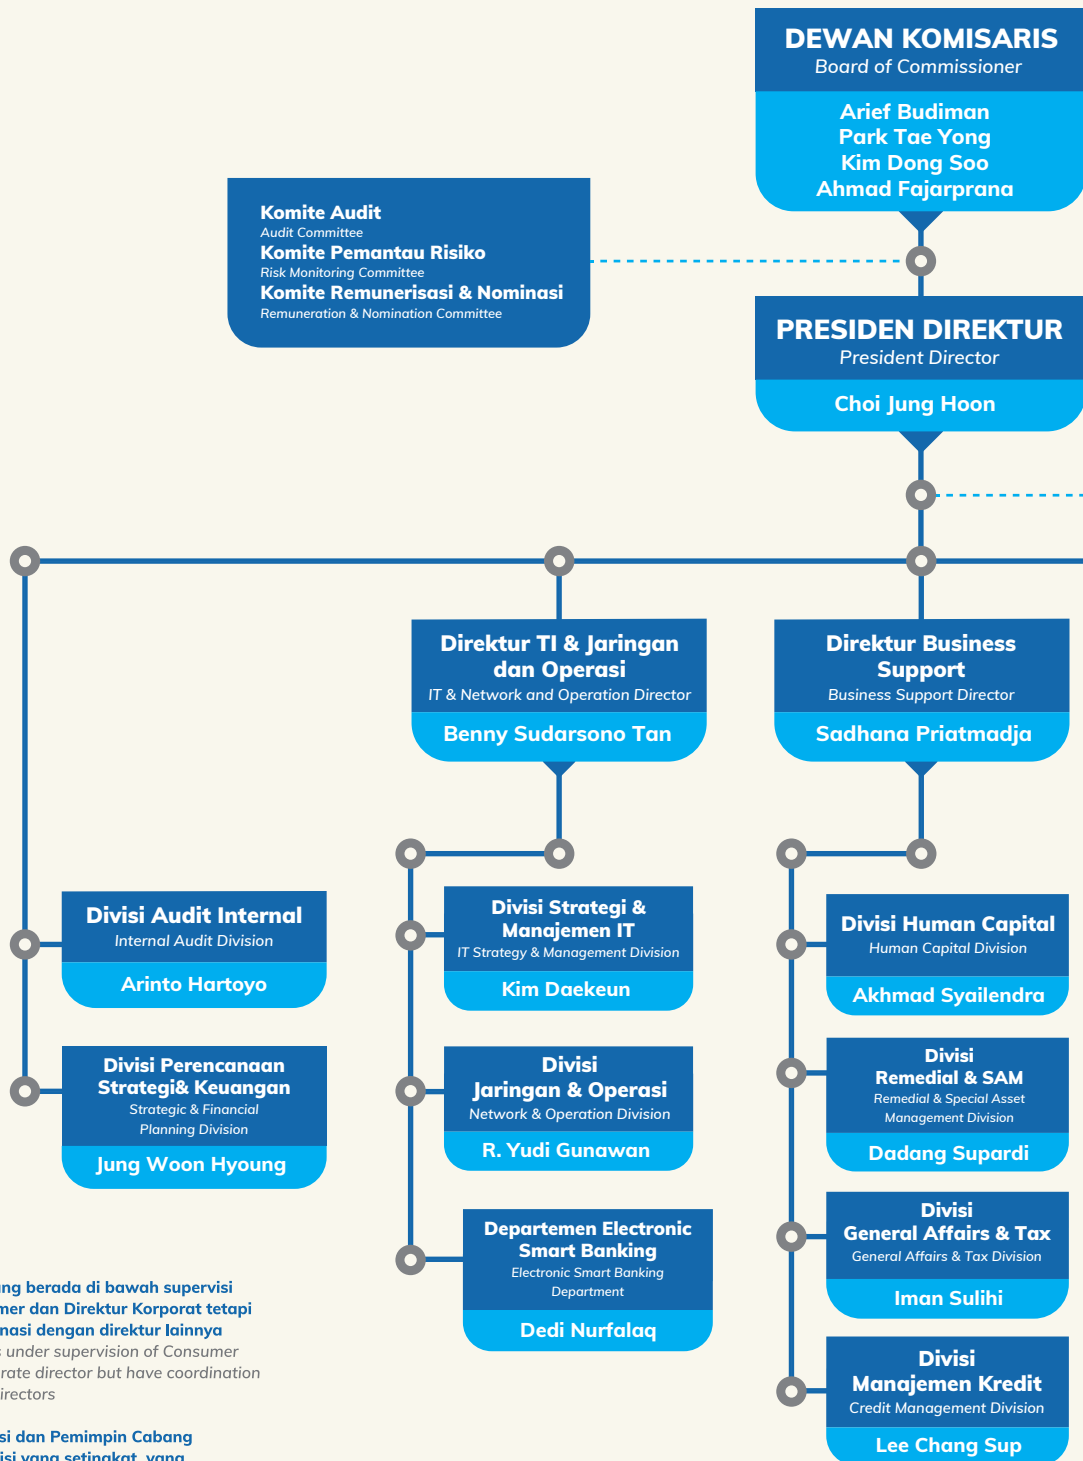 DEWAN KOMISARIS
Board of Commissioner
Arief Budiman
Park Tae Yong
Kim Dong Soo
Ahmad Fajarprana
Komite Audit
Audit Committee
Komite Pemantau Risiko
Risk Monitoring Committee
Komite Remunerisasi & Nominasi
Remuneration & Nomination Committee
PRESIDEN DIREKTUR
President Director
Choi Jung Hoon
Direktur TI & Jaringan
dan Operasi
IT & Network and Operation Director
Benny Sudarsono Tan
Direktur Business
Support
Business Support Director
Sadhana Priatmadja
Divisi Audit Internal
Internal Audit Division
Arinto Hartoyo
Divisi Perencanaan
Strategi& Keuangan
Strategic & Financial
Planning Division
Jung Woon Hyoung
Divisi Strategi &
Manajemen IT
IT Strategy & Management Division
Kim Daekeun
Divisi
Jaringan & Operasi
Network & Operation Division
R. Yudi Gunawan
Departemen Electronic
Smart Banking
Electronic Smart Banking
Department
Dedi Nurfalaq
Divisi Human Capital
Human Capital Division
Akhmad Syailendra
Divisi
Remedial & SAM
Remedial & Special Asset
Management Division
Dadang Supardi
Divisi
General Affairs & Tax
General Affairs & Tax Division
Iman Sulihi
Divisi
Manajemen Kredit
Credit Management Division
Lee Chang Sup
berada di bawah supervisi
dan Direktur Korporat tetapi
dengan direktur lainnya
under supervision of Consumer
director but have coordination
dan Pemimpin Cabang
yang setingkat, yang